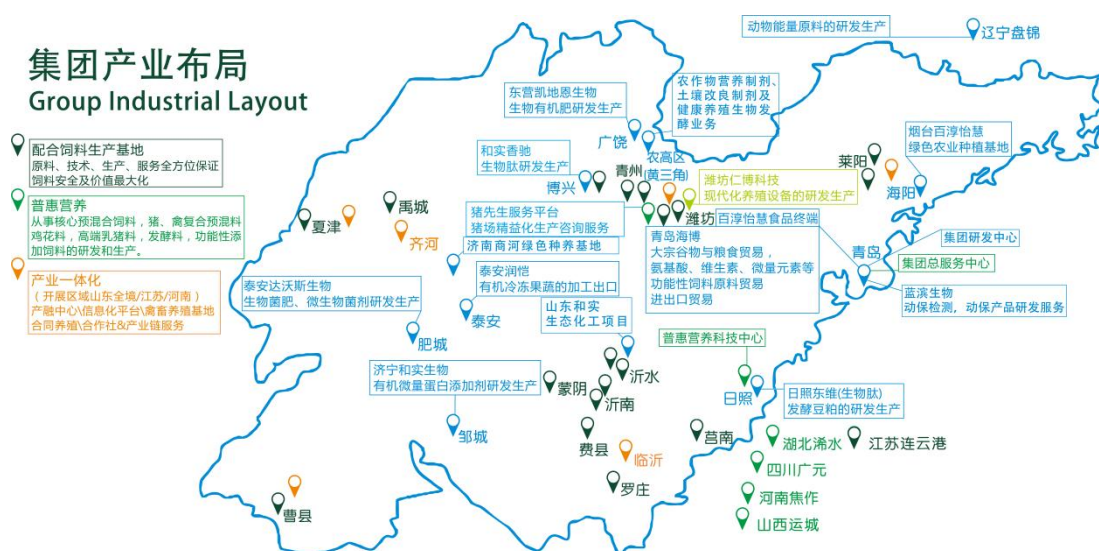 集团产业布局
Group Industrial Layout
配合饲料生产基地
原料、技术、生产、服务全方位保证
饲料安全及价值最大化
普惠营养
从事核心预混合饲料，猪、禽复合预混料
鸡花料，高端乳猪料，发酵料，功能性添
加饲料的研发和生产。
产业一体化
（开展区域山东全境/江苏/河南）
产融中心\信息化平台\禽畜养殖基地
合同养殖\合作社&产业链服务
动物能量原料的研发生产
辽宁盘锦
东营凯地恩生物
生物有机肥研发生产
农作物营养制剂、
土壤改良制剂及
健康养殖生物发
酵业务
广饶
农高区
(黄三角)
烟台百淳怡慧
绿色农业种植基地
莱阳
海阳
和实香驰
生物肽研发生产
博兴
青州
潍坊仁博科技
现代化养殖设备的研发生产
禹城
夏津
齐河
猪先生服务平台
猪场精益化生产咨询服务
潍坊
百淳怡慧食品终端
济南商河绿色种养基地
青岛海博
大宗谷物与粮食贸易，
氨基酸、维生素、微量元素等
功能性饲料原料贸易
进出口贸易
青岛
集团研发中心
集团总服务中心
蓝滨生物
动保检测，动保产品研发服务
泰安润恺
有机冷冻果蔬的加工出口
泰安达沃斯生物
生物菌肥、微生物菌剂研发生产
泰安
山东和实
生态化工项目
肥城
普惠营养科技中心
济宁和实生物
有机微量蛋白添加剂研发生产
蒙阴
沂水
沂南
日照
日照东维(生物肽)
发酵豆粕的研发生产
邹城
费县
莒南
湖北浠水
江苏连云港
临沂
四川广元
罗庄
河南焦作
曹县
山西运城